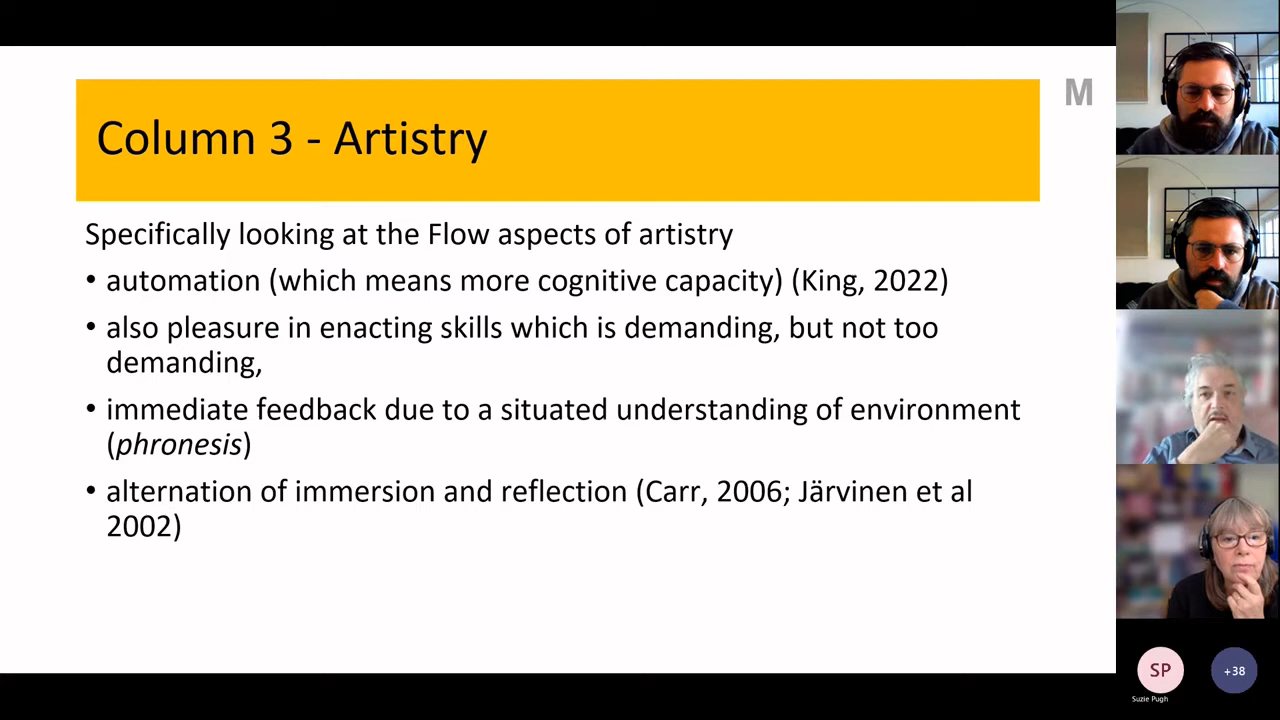 M
Column 3 - Artistry
Specifically looking at the Flow aspects of artistry
• automation (which means more cognitive capacity) (King, 2022)
• also pleasure in enacting skills which is demanding, but not too
demanding,
• immediate feedback due to a situated understanding of environment
(phronesis)
• alternation of immersion and reflection (Carr, 2006; Järvinen et al
2002)
SP
+38
Suzie Pugh